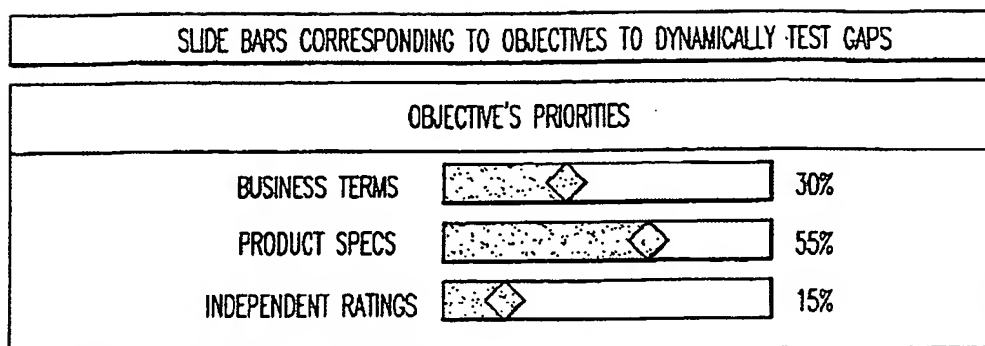 SLIDE BARS CORRESPONDING TO OBJECTIVES TO DYNAMICALLY TEST GAPS
OBJECTIVE'S PRIORITIES
BUSINESS TERMS 30%
PRODUCT SPECS 55%
INDEPENDENT RATINGS 15%